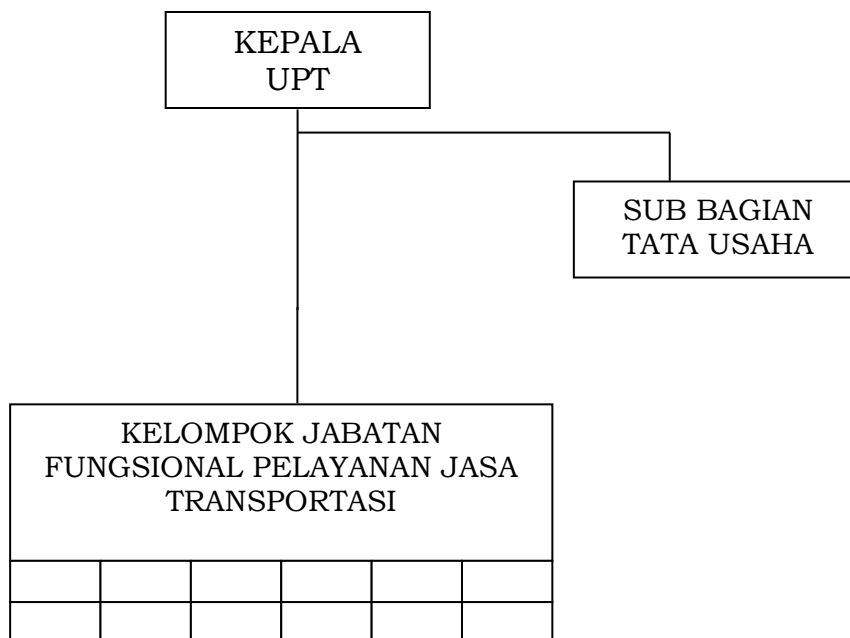 KEPALA
UPT
SUB BAGIAN
TATA USAHA
KELOMPOK JABATAN
FUNGSIONAL PELAYANAN JASA
TRANSPORTASI